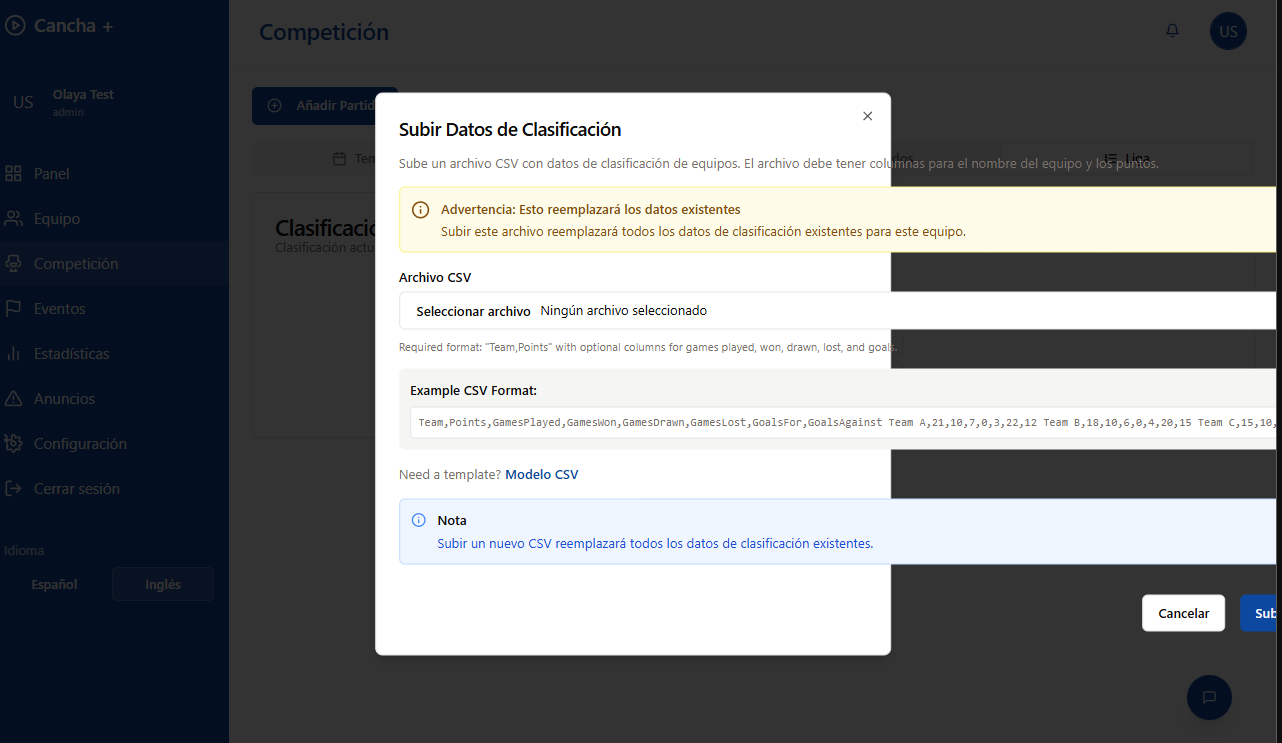 Cancha +
Competición
US
US
Olaya Test
admin
Añadir Partid
Panel
Equipo
Competición
Eventos
Estadísticas
Anuncios
Configuración
Cerrar sesión
Idioma
Español
Inglés
Liga
Clasificació
Clasificación actu
Subir Datos de Clasificación
Sube un archivo CSV con datos de clasificación de equipos. El archivo debe tener columnas para el nombre del equipo y los puntos.
Advertencia: Esto reemplazará los datos existentes
Subir este archivo reemplazará todos los datos de clasificación existentes para este equipo.
Archivo CSV
Seleccionar archivo Ningún archivo seleccionado
Required format: "Team,Points" with optional columns for games played, won, drawn, lost, and goals.
Example CSV Format:
Team,Points,GamesPlayed,GamesWon,GamesDrawn,GamesLost,GoalsFor,GoalsAgainst Team A,21,10,7,0,3,22,12 Team B,18,10,6,0,4,20,15 Team C,15,10,
Need a template? Modelo CSV
Nota
Subir un nuevo CSV reemplazará todos los datos de clasificación existentes.
Cancelar
Sub